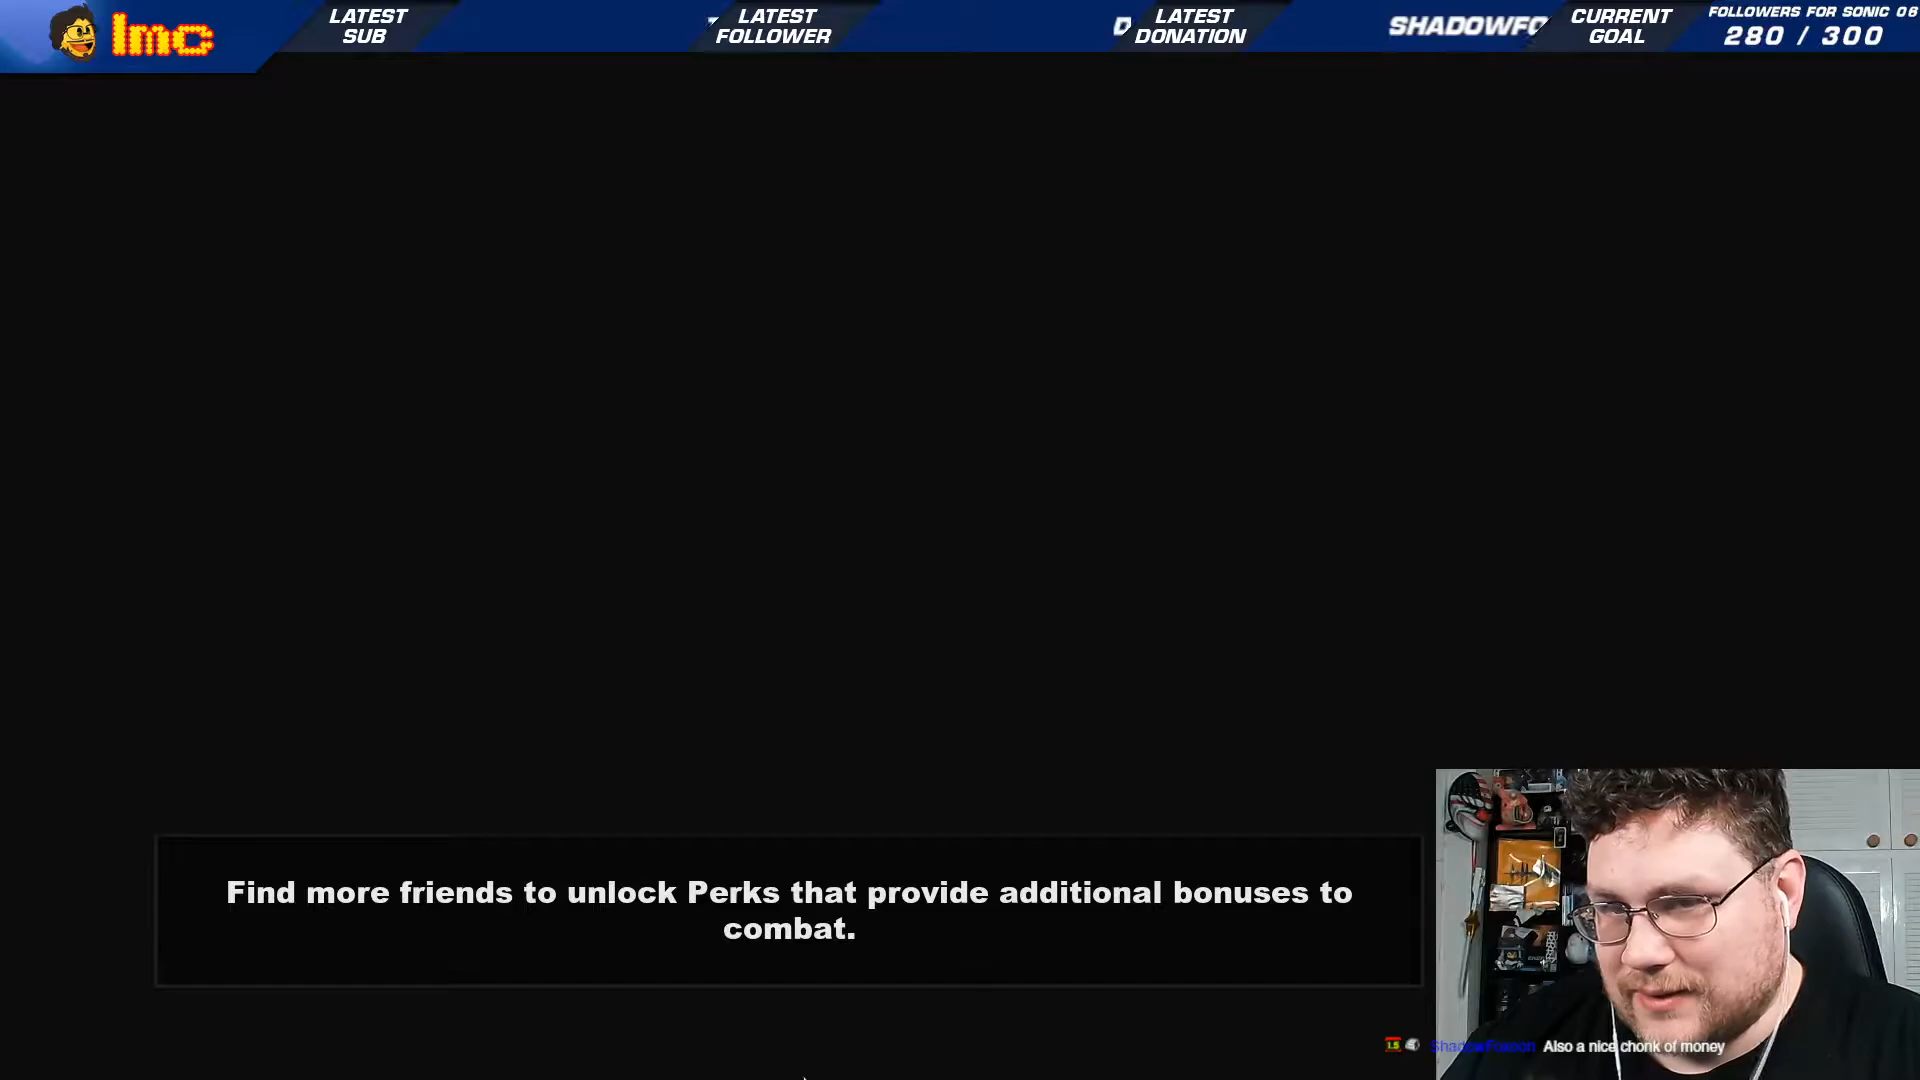 lmc
LATEST
SUB
LATEST
FOLLOWER
LATEST
DONATION
SHADOWFO
CURRENT
GOAL
FOLLOWERS FOR SONIC 06
280 / 300
Find more friends to unlock Perks that provide additional bonuses to
combat.
ShadowFoxcon Also a nice chonk of money